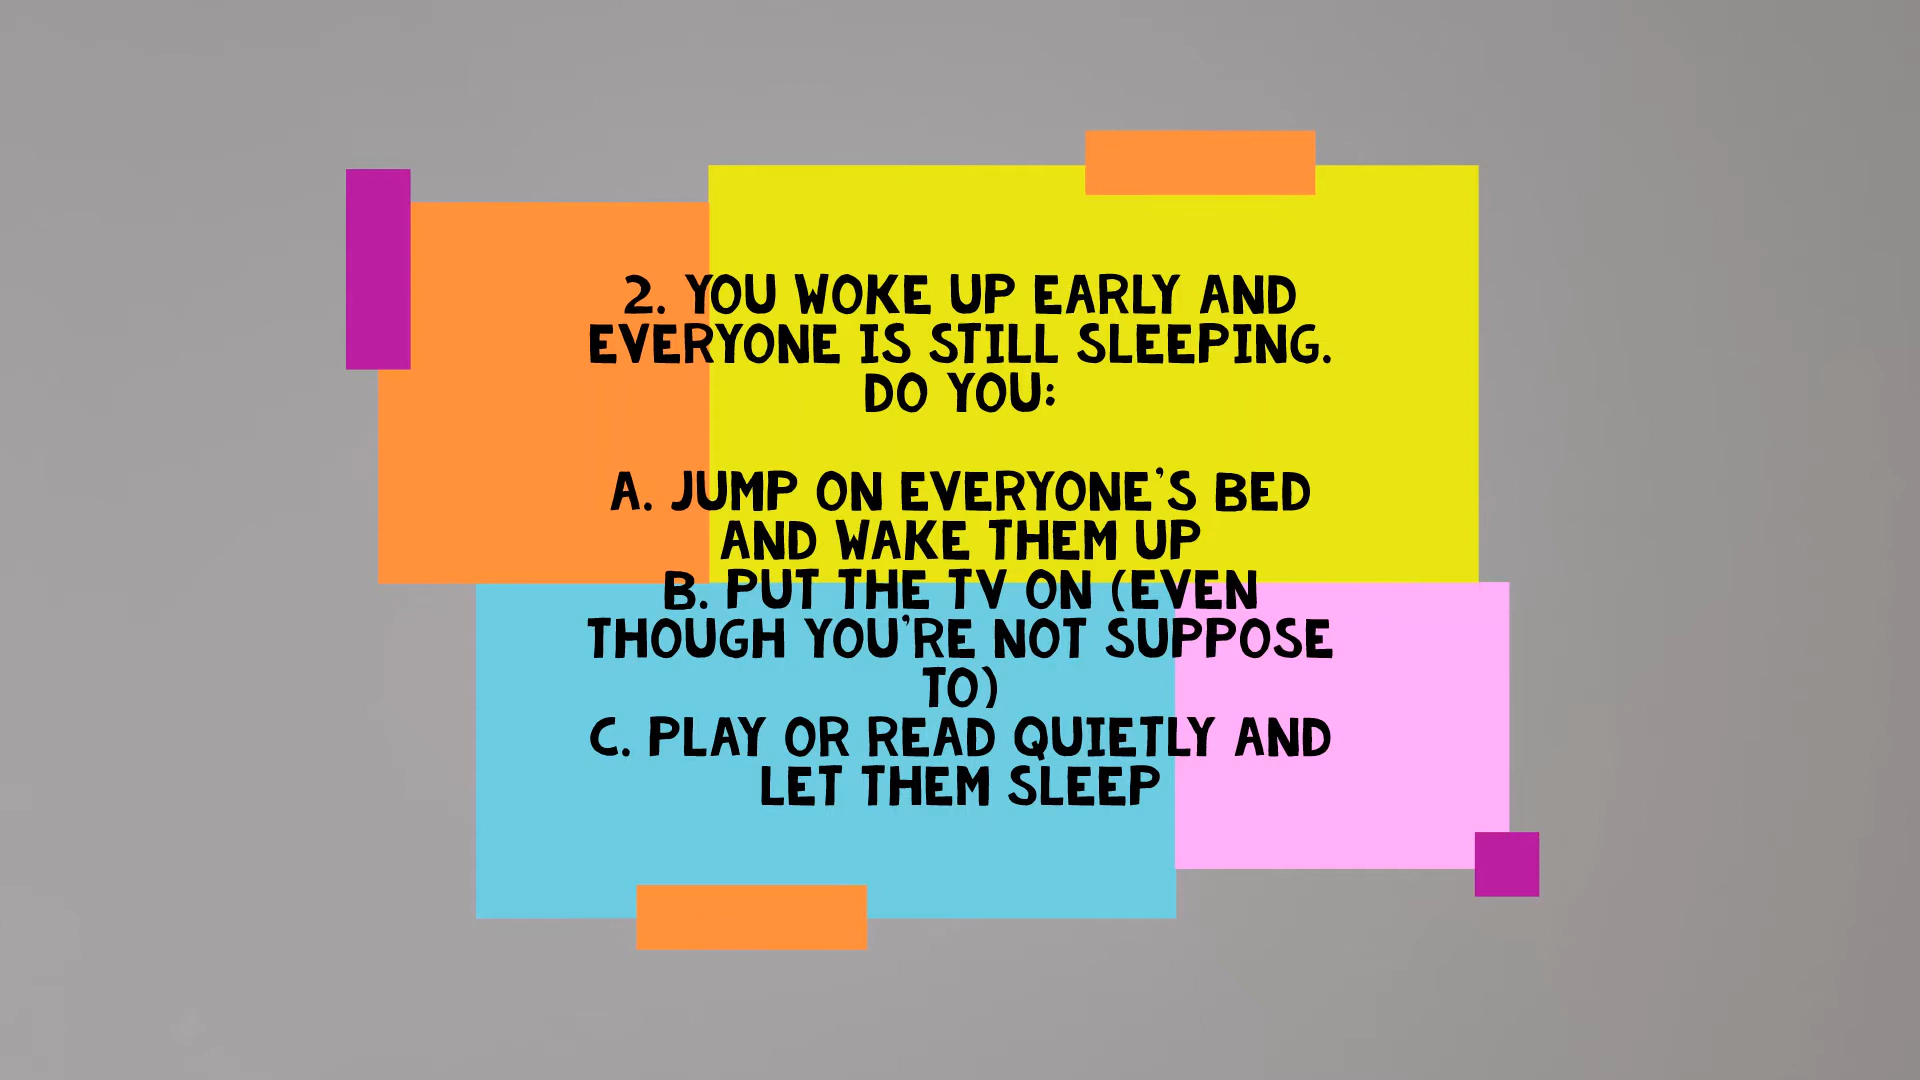 2. YOU WOKE UP EARLY AND
EVERYONE IS STILL SLEEPING.
DO YOU:
A. JUMP ON EVERYONE'S BED
AND WAKE THEM UP
B. PUT THE TV ON (EVEN
THOUGH YOU'RE NOT SUPPOSE
TO)
C. PLAY OR READ QUIETLY AND
LET THEM SLEEP